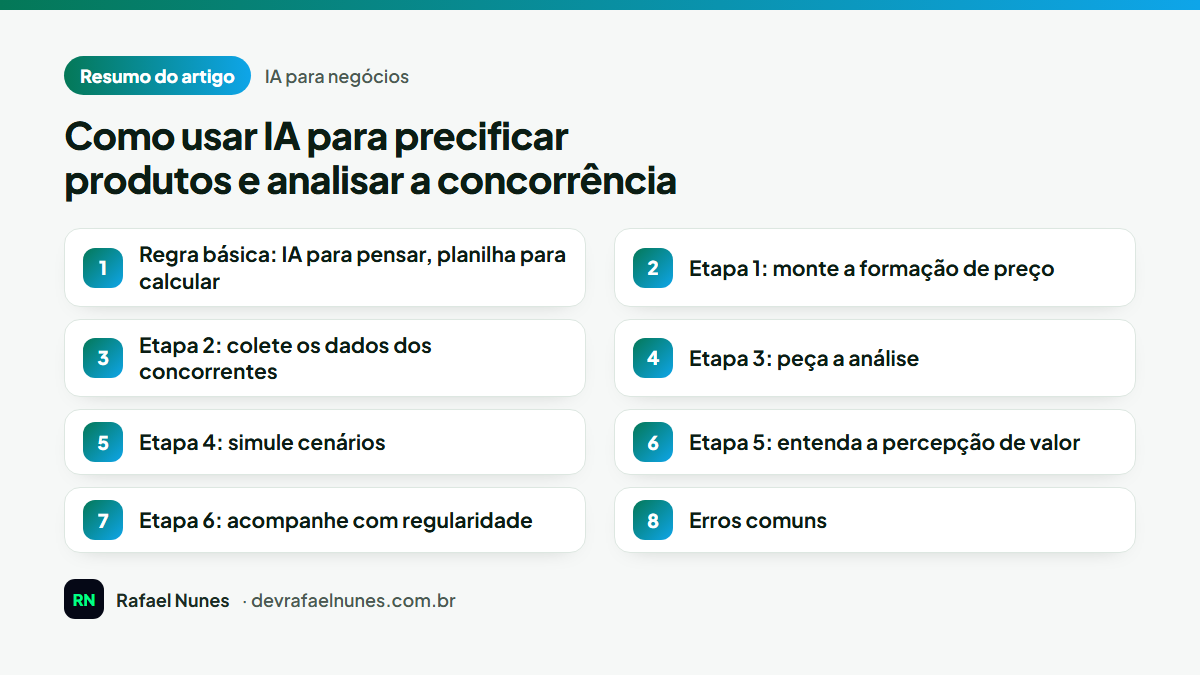 Resumo do artigo IA para negócios
Como usar IA para precificar
produtos e analisar a concorrência
1 Regra básica: IA para pensar, planilha para
calcular
2 Etapa 1: monte a formação de preço
3 Etapa 2: colete os dados dos
concorrentes
4 Etapa 3: peça a análise
5 Etapa 4: simule cenários
6 Etapa 5: entenda a percepção de valor
7 Etapa 6: acompanhe com regularidade
8 Erros comuns
RN Rafael Nunes · devrafaelnunes.com.br